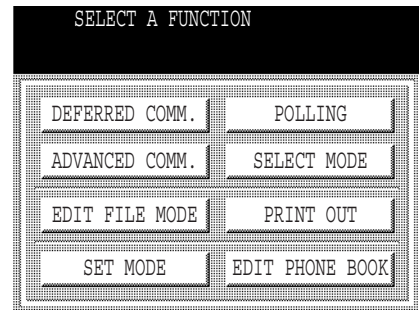 SELECT A FUNCTION
DEFERRED COMM. POLLING
ADVANCED COMM. SELECT MODE
EDIT FILE MODE PRINT OUT
SET MODE EDIT PHONE BOOK